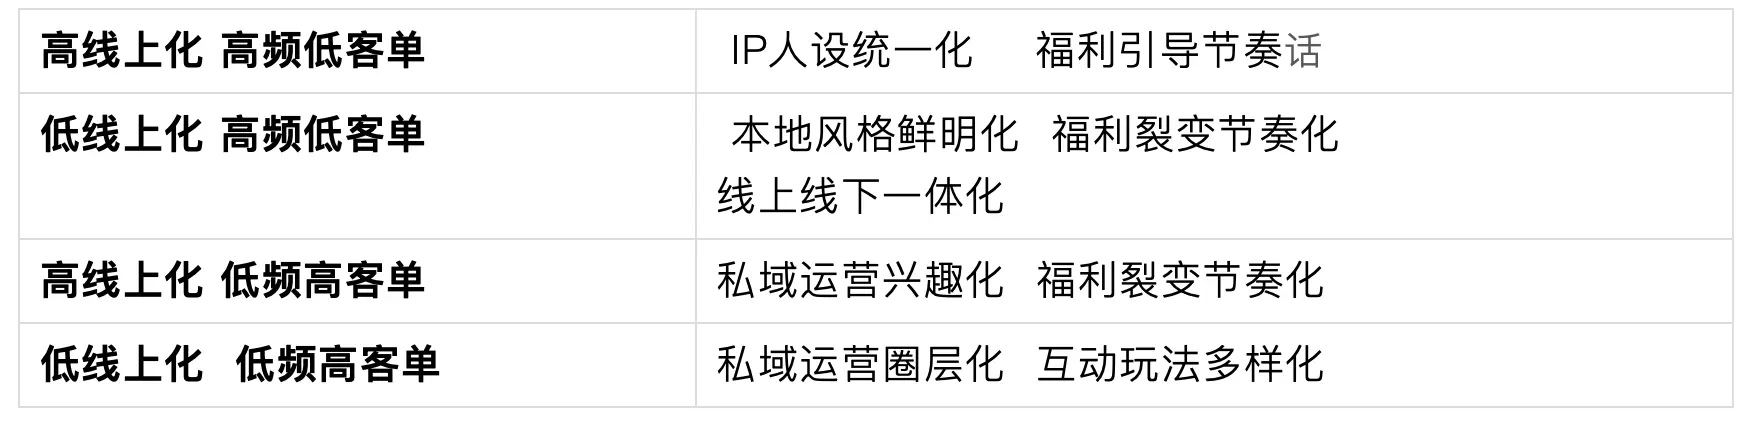 高线上化 高频低客单
IP人设统一化 福利引导节奏话
低线上化 高频低客单
本地风格鲜明化 福利裂变节奏化
线上线下一体化
高线上化 低频高客单
私域运营兴趣化 福利裂变节奏化
低线上化 低频高客单
私域运营圈层化 互动玩法多样化